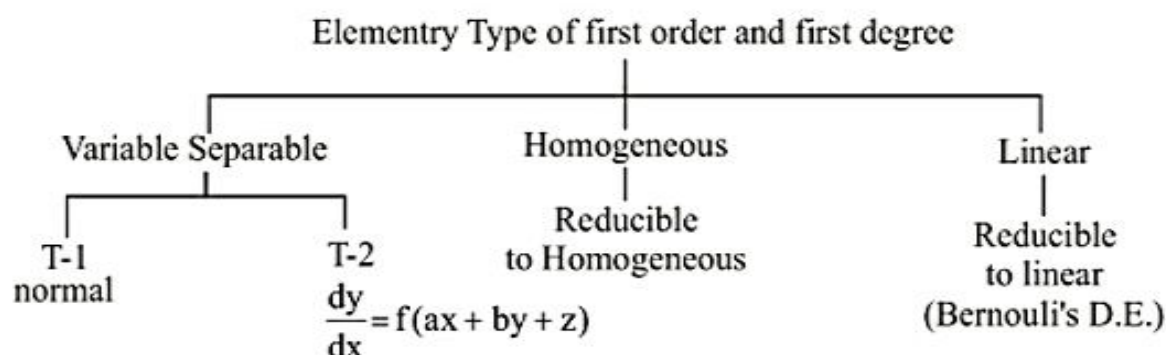 Elementry Type of first order and first degree
Variable Separable
Homogeneous
Linear
T-1
normal
T-2
dy/dx = f(ax + by + z)
Reducible
to Homogeneous
Reducible
to linear
(Bernouli's D.E.)